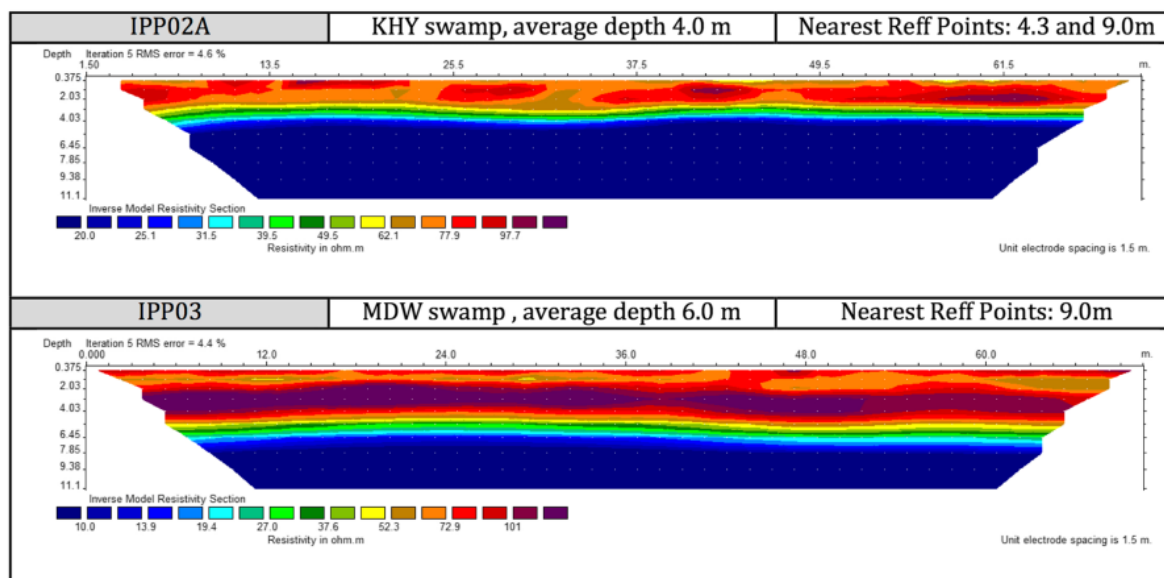 IPP02A KHY swamp, average depth 4.0 m Nearest Reff Points: 4.3 and 9.0m
Depth Iteration 5 RMS error = 4.6 %
1.50 13.5 25.5 37.5 49.5 61.5 m.
0.375
2.03
4.03
6.45
7.85
9.38
11.1
Inverse Model Resistivity Section
20.0 25.1 31.5 39.5 49.5 62.1 77.9 97.7
Resistivity in ohm.m
Unit electrode spacing is 1.5 m.
IPP03 MDW swamp , average depth 6.0 m Nearest Reff Points: 9.0m
Depth Iteration 5 RMS error = 4.4 %
0.000 12.0 24.0 36.0 48.0 60.0 m.
0.375
2.03
4.03
6.45
7.85
9.38
11.1
Inverse Model Resistivity Section
10.0 13.9 19.4 27.0 37.6 52.3 72.9 101
Resistivity in ohm.m
Unit electrode spacing is 1.5 m.